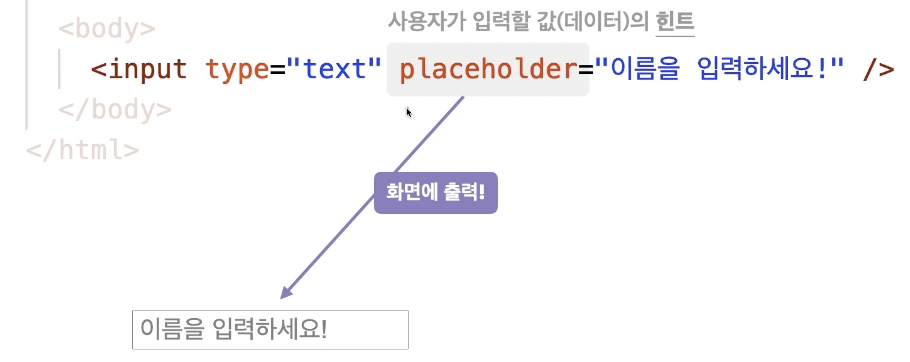 사용자가 입력할 값(데이터)의 힌트
<body>
<input type="text" placeholder="이름을 입력하세요!" />
</body>
</html>
화면에 출력!
이름을 입력하세요!